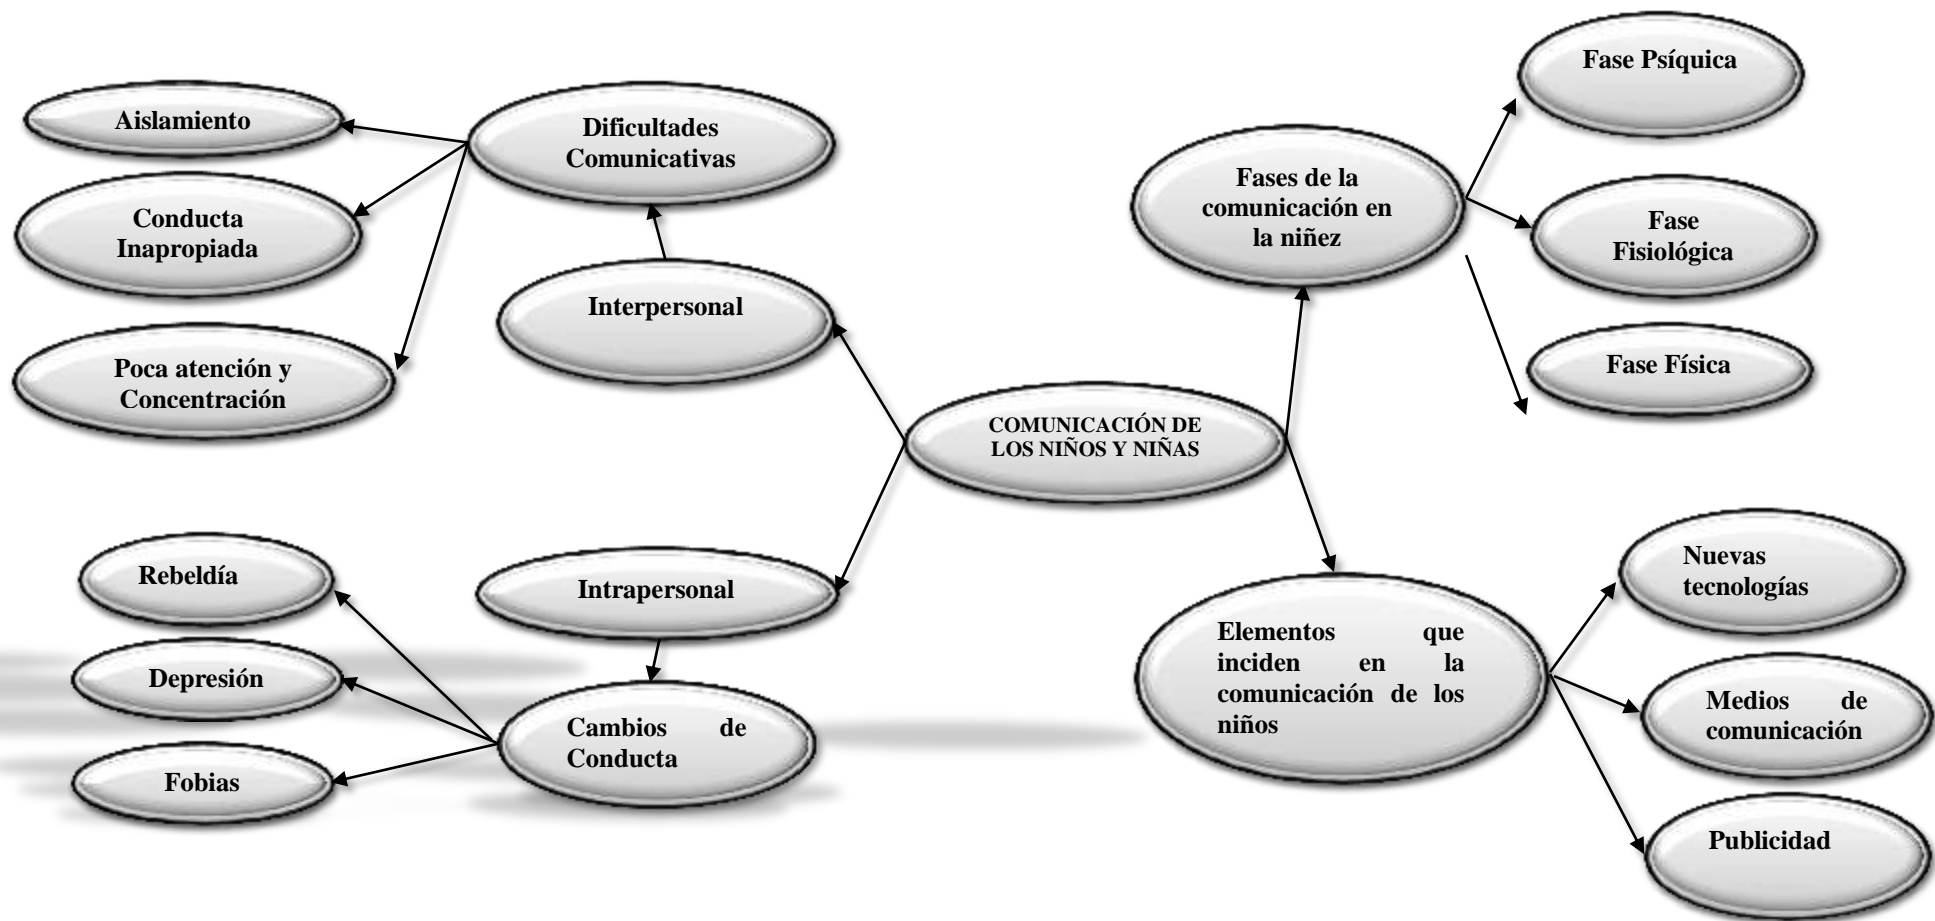 Fase Psíquica
Aislamiento
Dificultades
Comunicativas
Fases de la
comunicación en
la niñez
Conducta
Inapropiada
Fase
Fisiológica
Interpersonal
Poca atención y
Concentración
Fase Física
COMUNICACIÓN DE
LOS NIÑOS Y NIÑAS
Rebeldía
Intrapersonal
Nuevas
tecnologías
Elementos que
inciden en la
comunicación de los
niños
Depresión
Cambios de
Conducta
Medios de
comunicación
Fobias
Publicidad